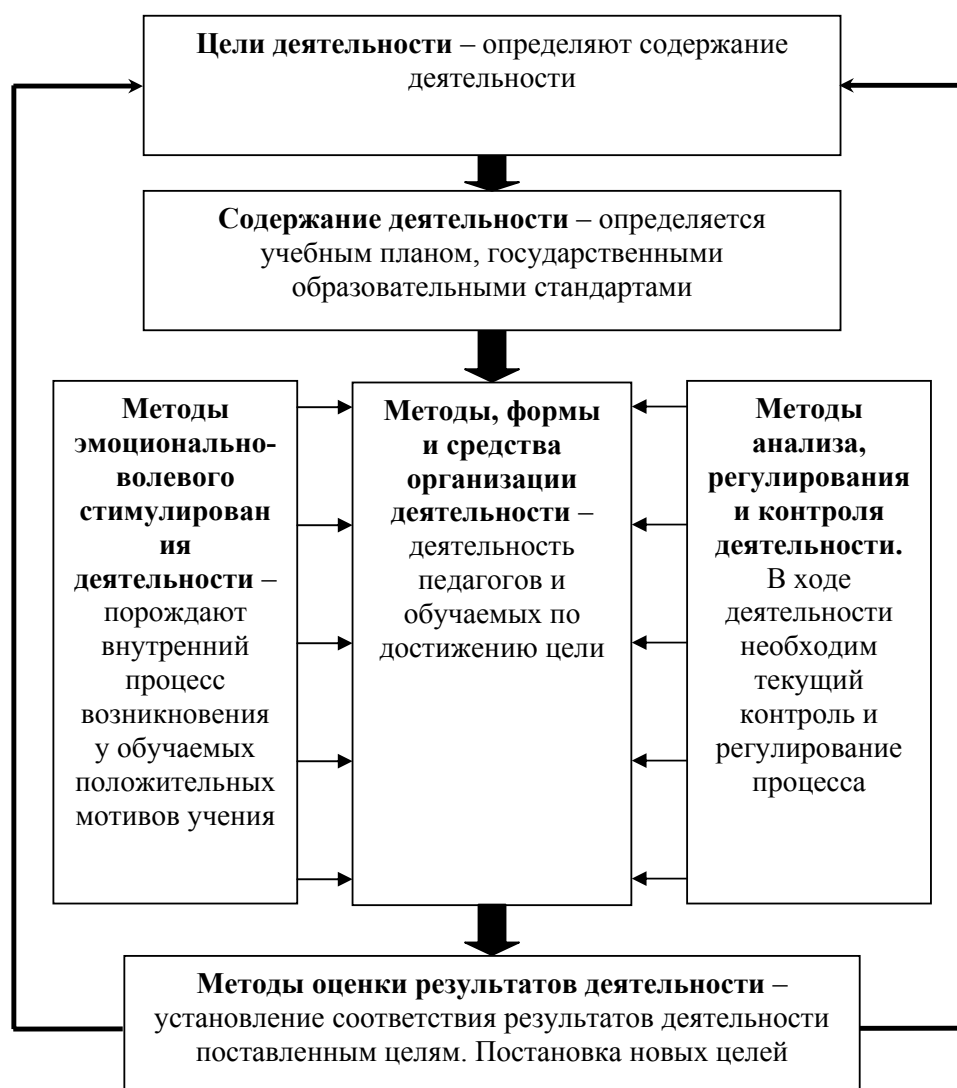 Цели деятельности – определяют содержание
деятельности
Содержание деятельности – определяется
учебным планом, государственными
образовательными стандартами
Методы
эмоционально-
волевого
стимулирован
ия
деятельности –
порождают
внутренний
процесс
возникновения
у обучаемых
положительных
мотивов учения
Методы, формы
и средства
организации
деятельности –
деятельность
педагогов и
обучаемых по
достижению цели
Методы
анализа,
регулирования
и контроля
деятельности.
В ходе
деятельности
необходим
текущий
контроль и
регулирование
процесса
Методы оценки результатов деятельности –
установление соответствия результатов деятельности
поставленным целям. Постановка новых целей